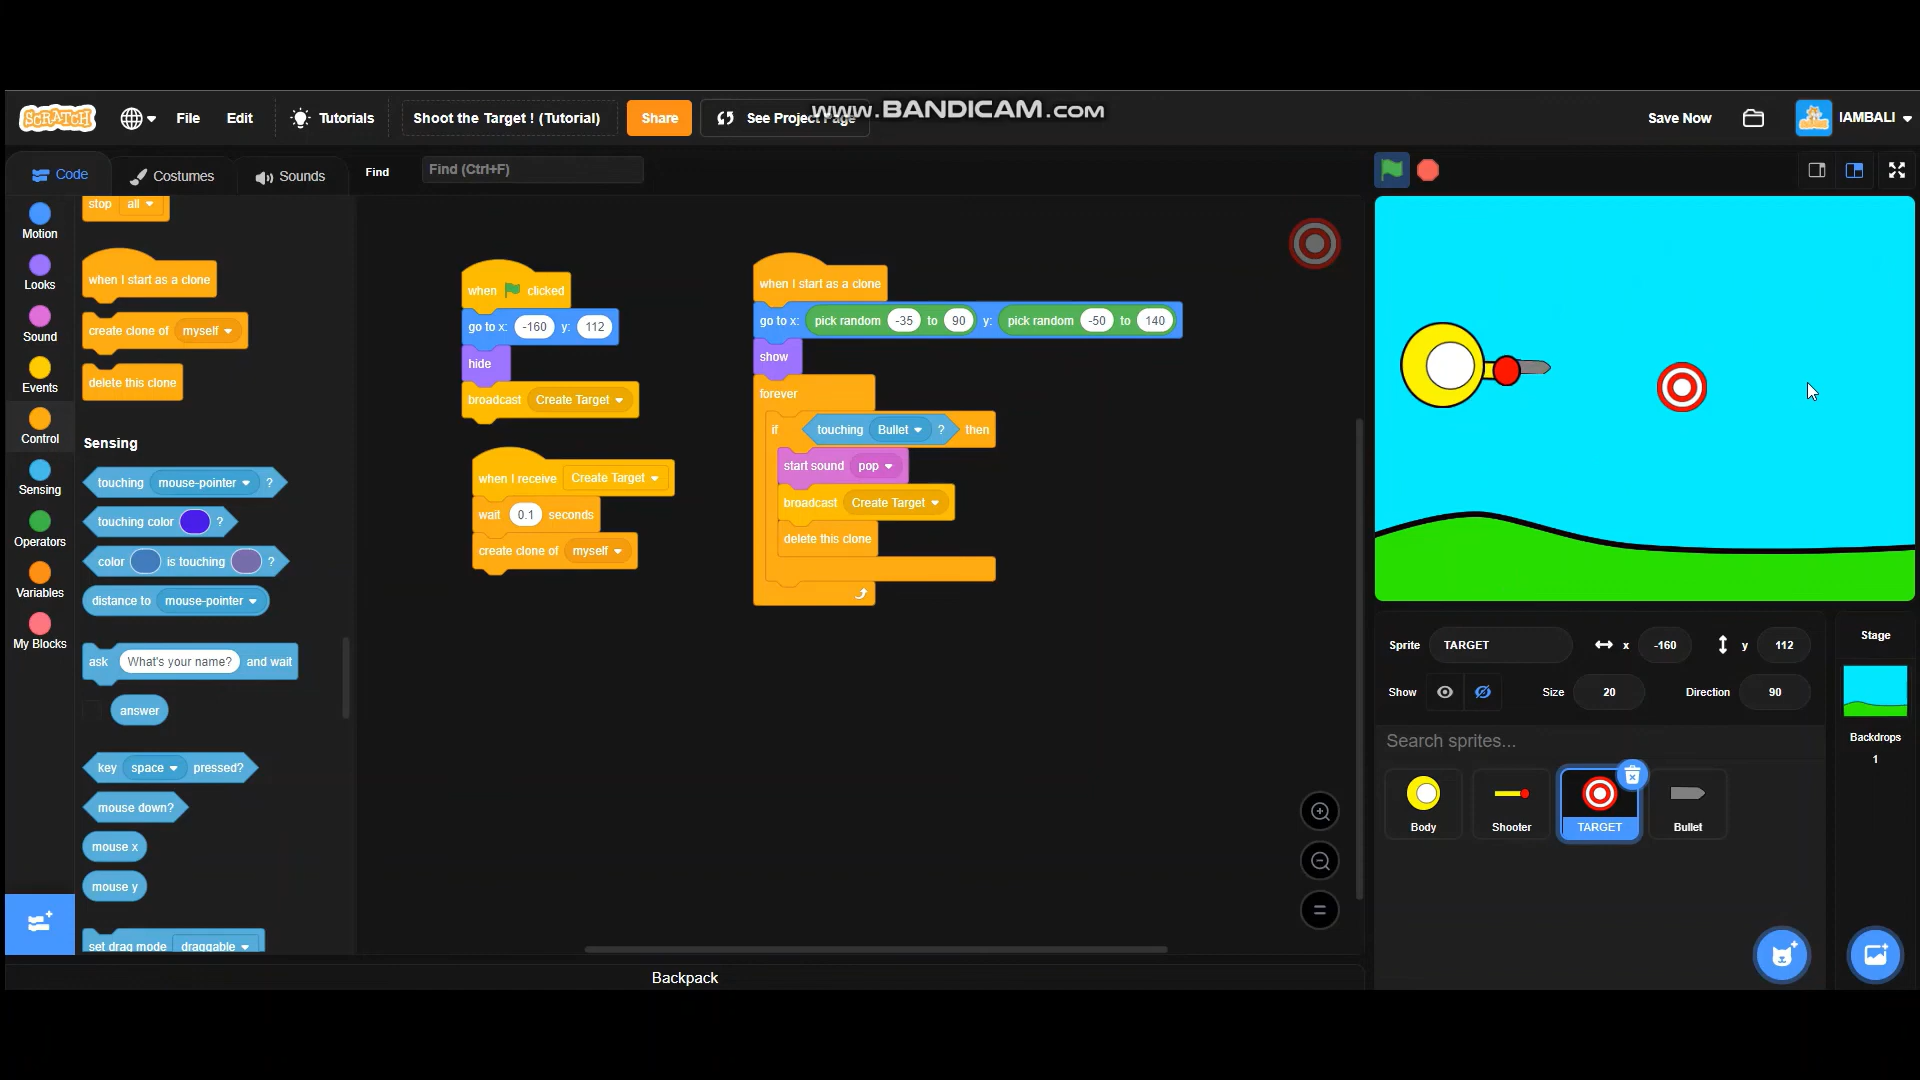 www.BANDICAM.com
SCRATCH File Edit Tutorials Shoot the Target ! (Tutorial) Share See Project Page Save Now IAMBALI
Code Costumes Sounds Find Find (Ctrl+F)
Motion
Looks
Sound
Events
Control
Sensing
Operators
Variables
My Blocks
stop all
when I start as a clone
create clone of myself
delete this clone
Sensing
touching mouse-pointer ?
touching color ?
color is touching ?
distance to mouse-pointer
ask What's your name? and wait
answer
key space pressed?
mouse down?
mouse x
mouse y
set drag mode draggable
when clicked
go to x: -160 y: 112
hide
broadcast Create Target
when I receive Create Target
wait 0.1 seconds
create clone of myself
when I start as a clone
go to x: pick random -35 to 90 y: pick random -50 to 140
show
forever
if touching Bullet ? then
start sound pop
broadcast Create Target
delete this clone
Sprite TARGET x -160 y 112
Show Size 20 Direction 90
Search sprites...
Body
Shooter
TARGET
Bullet
Stage
Backdrops
1
Backpack